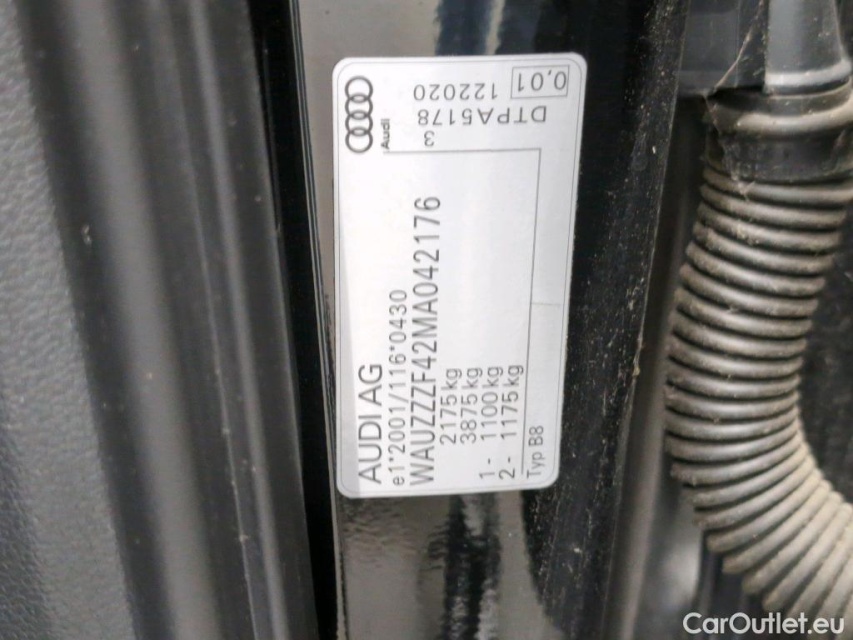 AUDI AG
e1*2001/116*0430
WAUZZZF42MA042176
2175kg
3875kg
1- 1100kg
2- 1175kg
Typ B8
Audi
3
DTPA5178
122020
0,01
CarOutlet.eu